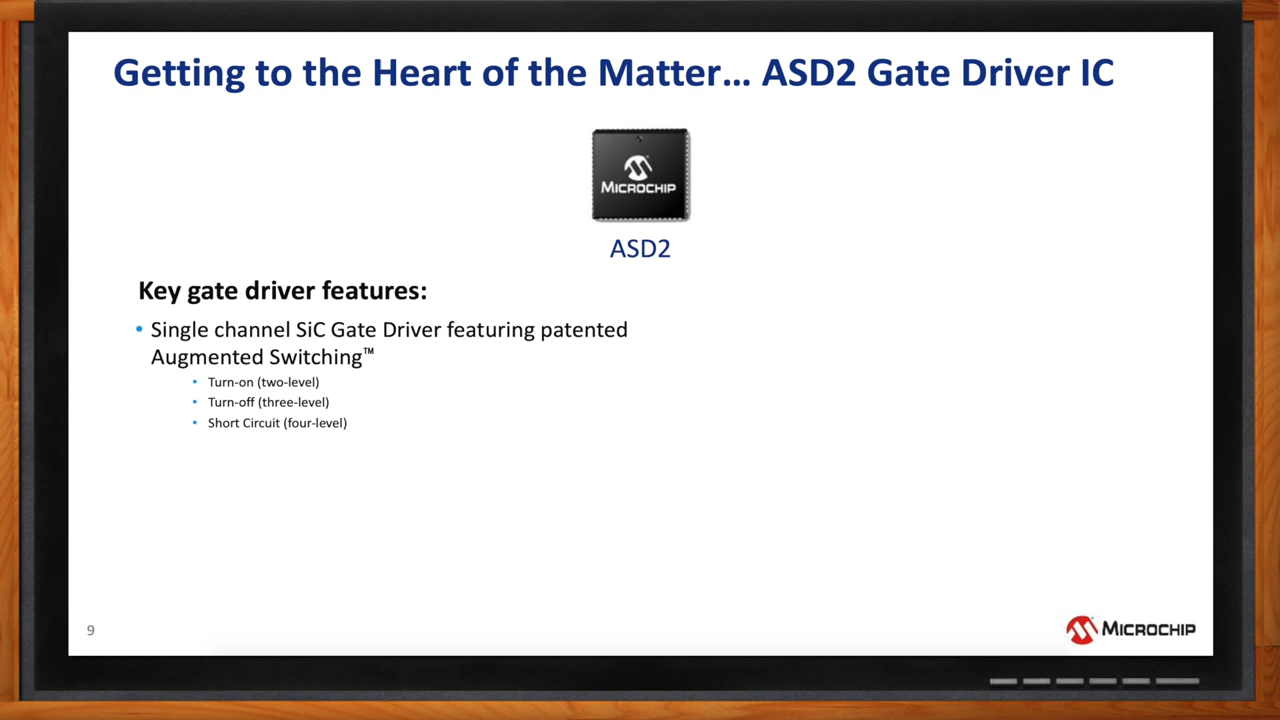 Getting to the Heart of the Matter... ASD2 Gate Driver IC
MICROCHIP
ASD2
Key gate driver features:
• Single channel SiC Gate Driver featuring patented
Augmented Switching™
• Turn-on (two-level)
• Turn-off (three-level)
• Short Circuit (four-level)
9
MICROCHIP